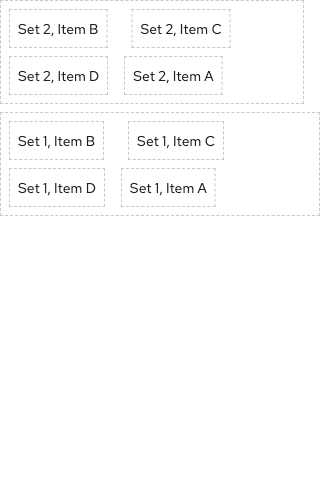 Set 2, Item B Set 2, Item C
Set 2, Item D Set 2, Item A
Set 1, Item B Set 1, Item C
Set 1, Item D Set 1, Item A